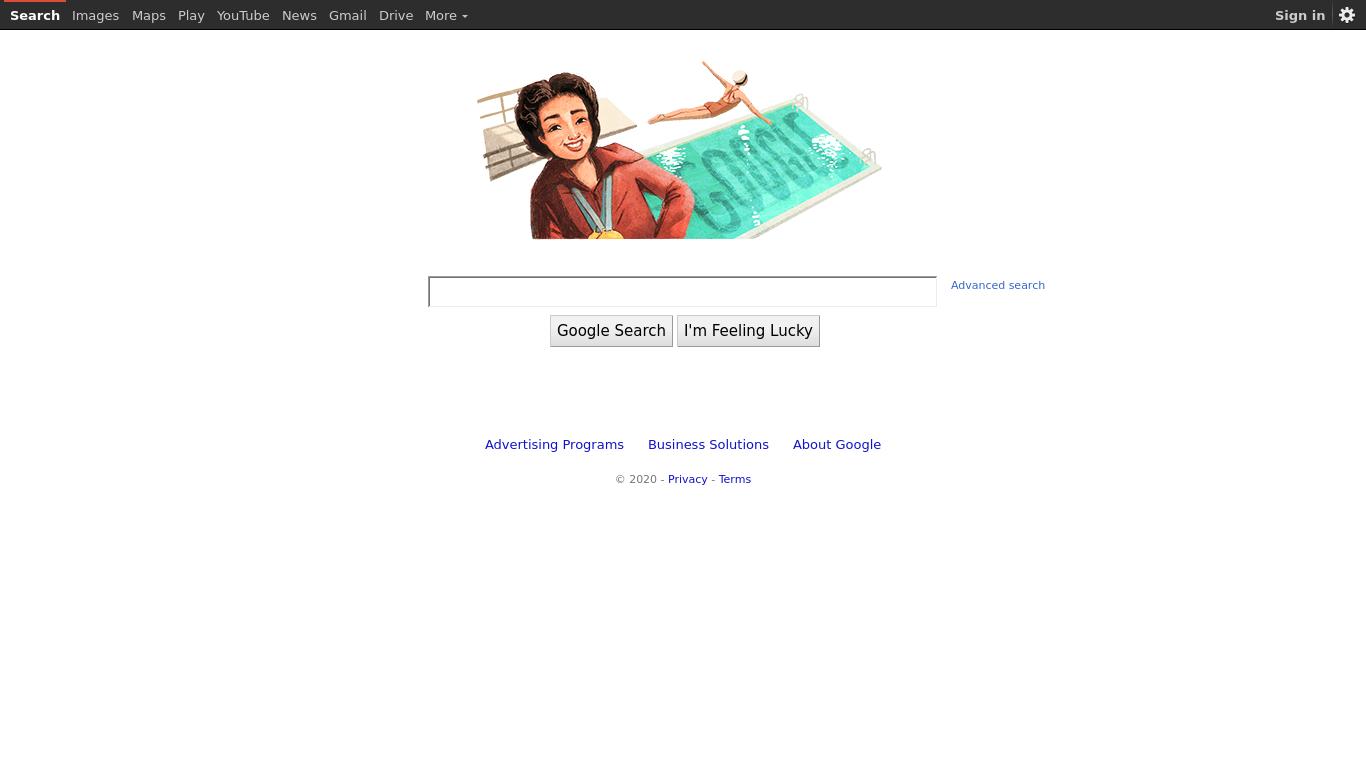 Search Images Maps Play YouTube News Gmail Drive More Sign in
GOOGLE
Advanced search
Google Search I'm Feeling Lucky
Advertising Programs Business Solutions About Google
© 2020 - Privacy - Terms